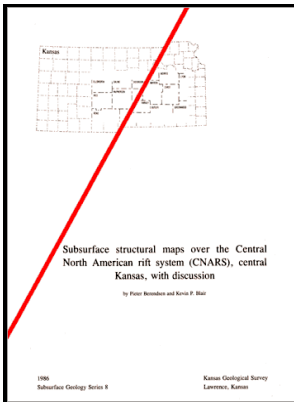 Kansas
Subsurface structural maps over the Central
North American rift system (CNARS), central
Kansas, with discussion
by Pieter Berendsen and Kevin P. Blair
1986
Subsurface Geology Series 8
Kansas Geological Survey
Lawrence, Kansas